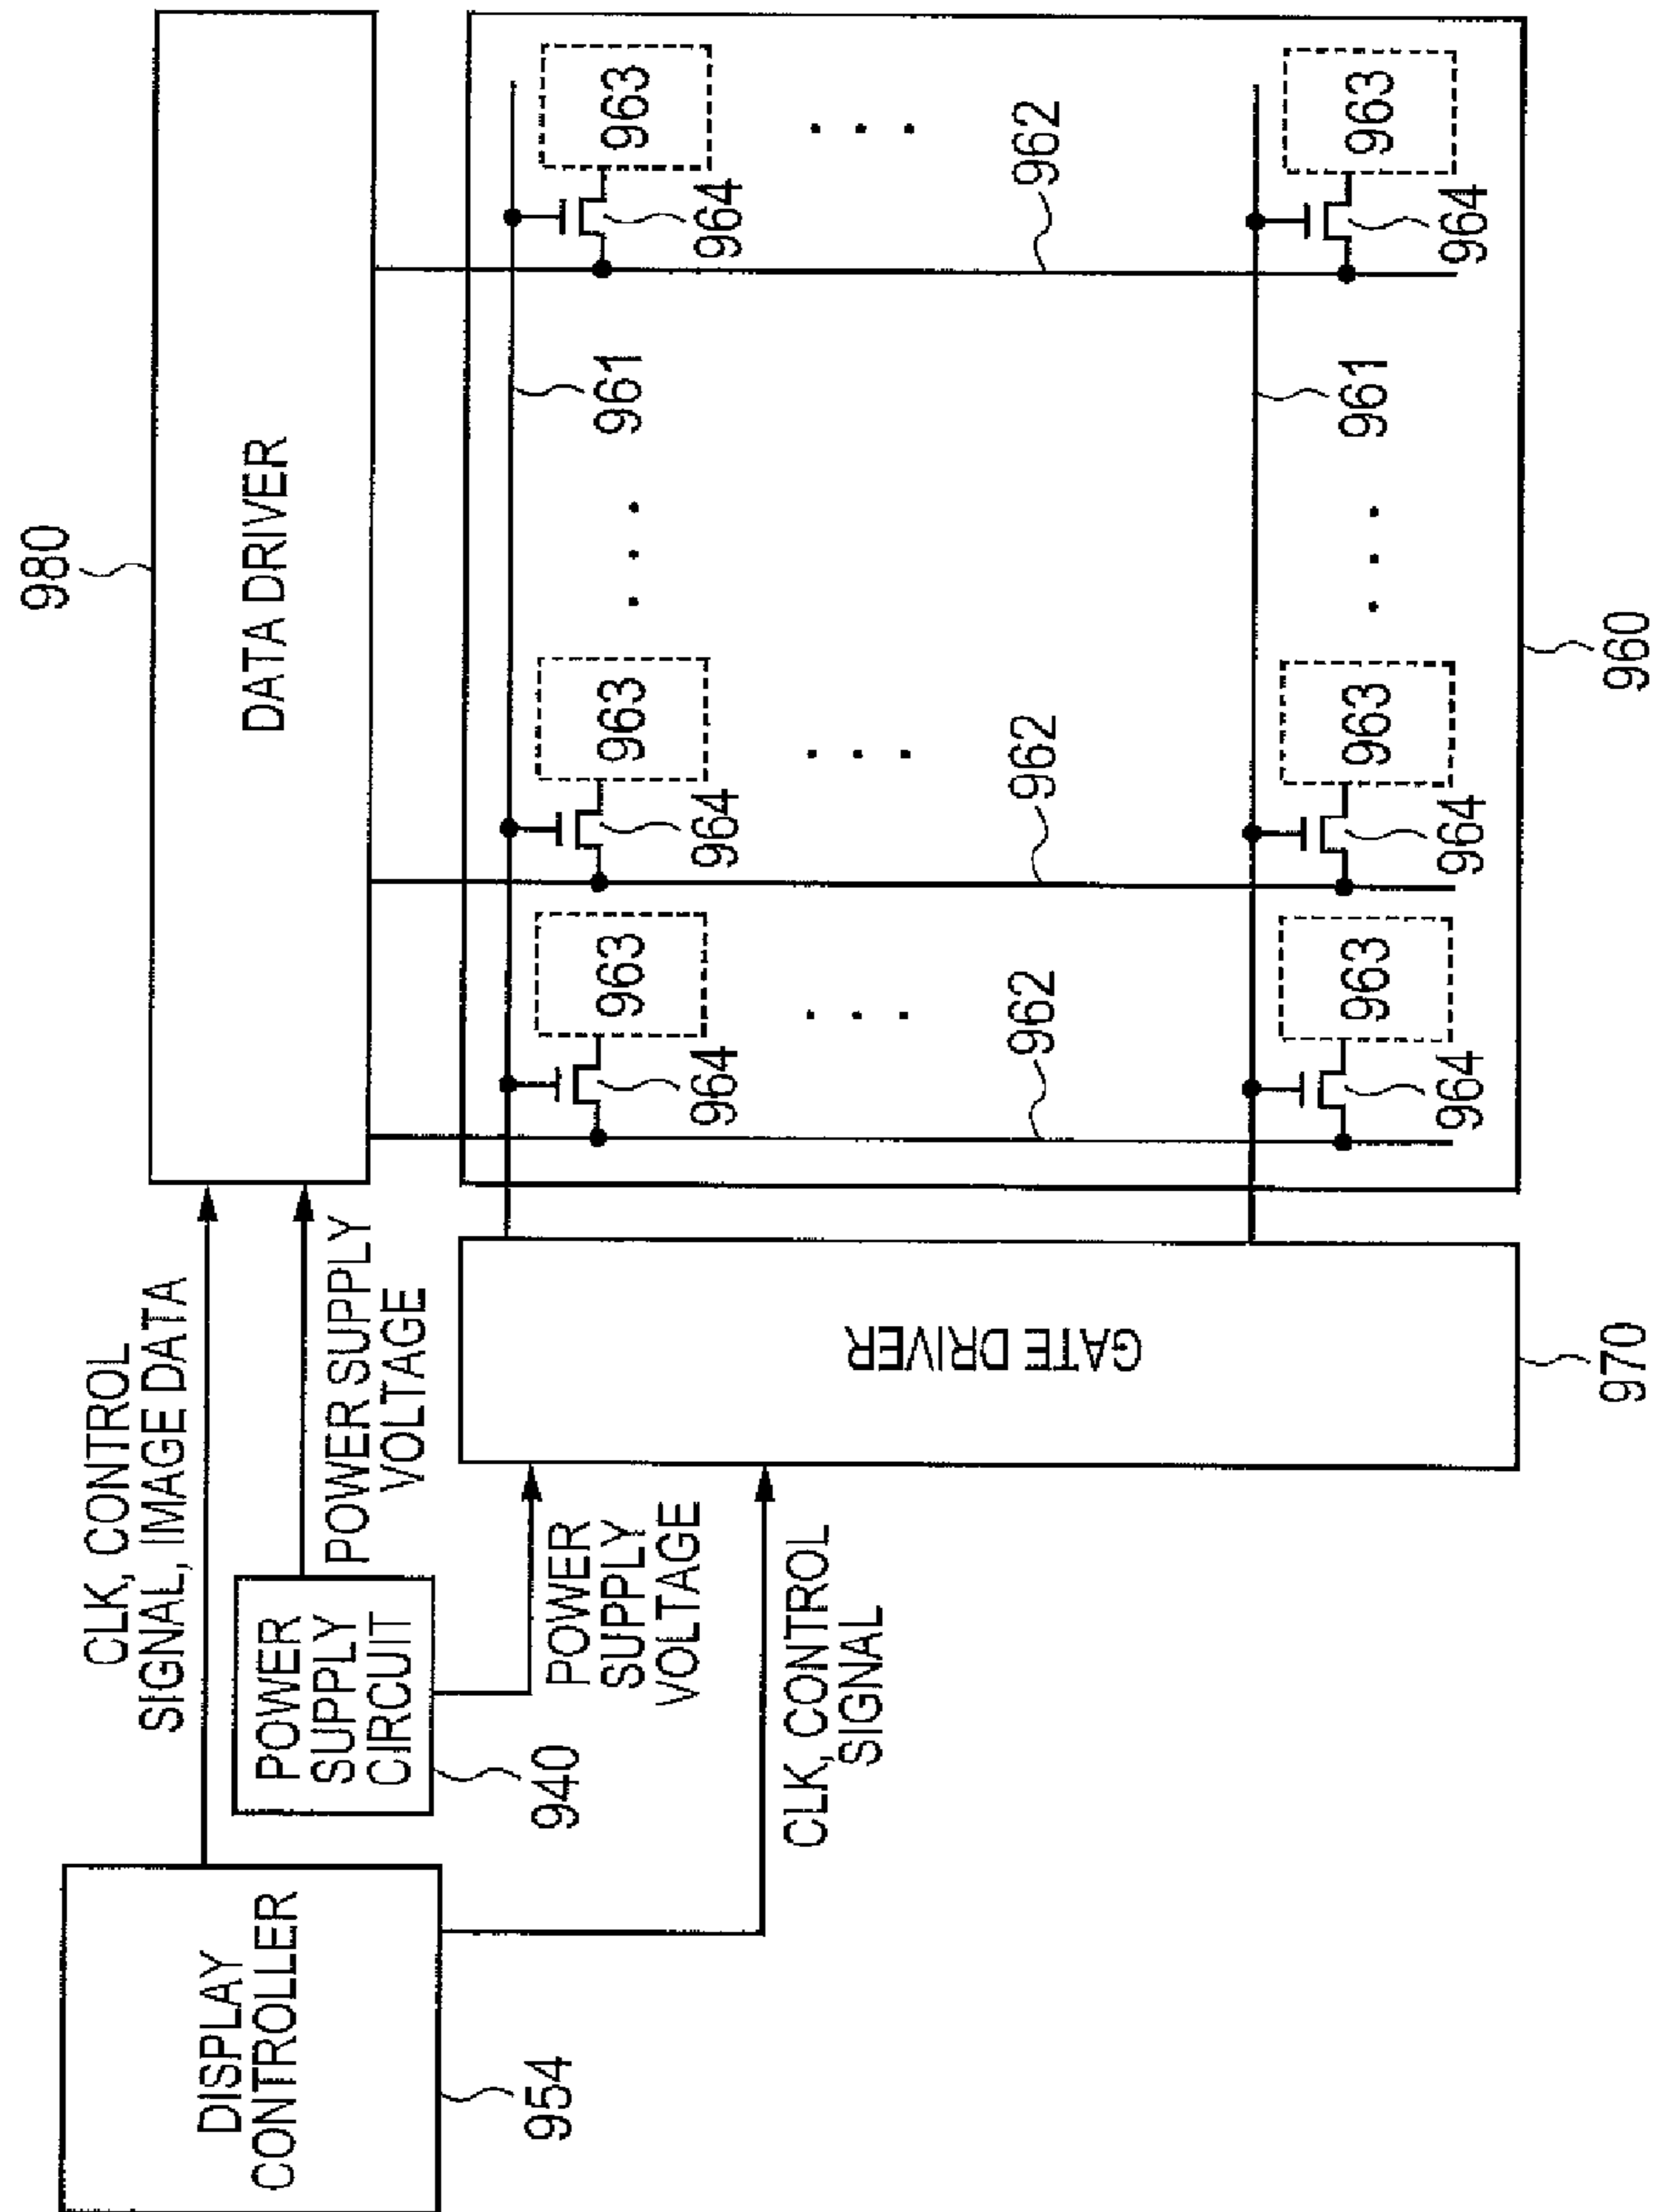 980
DATA DRIVER
CLK, CONTROL
SIGNAL, IMAGE DATA
POWER SUPPLY
VOLTAGE
DISPLAY
CONTROLLER
954
POWER
SUPPLY
CIRCUIT
940
POWER
SUPPLY
VOLTAGE
CLK, CONTROL
SIGNAL
GATE DRIVER
970
963
963
963
964
964
964
961
962
962
962
963
963
963
964
964
964
961
960